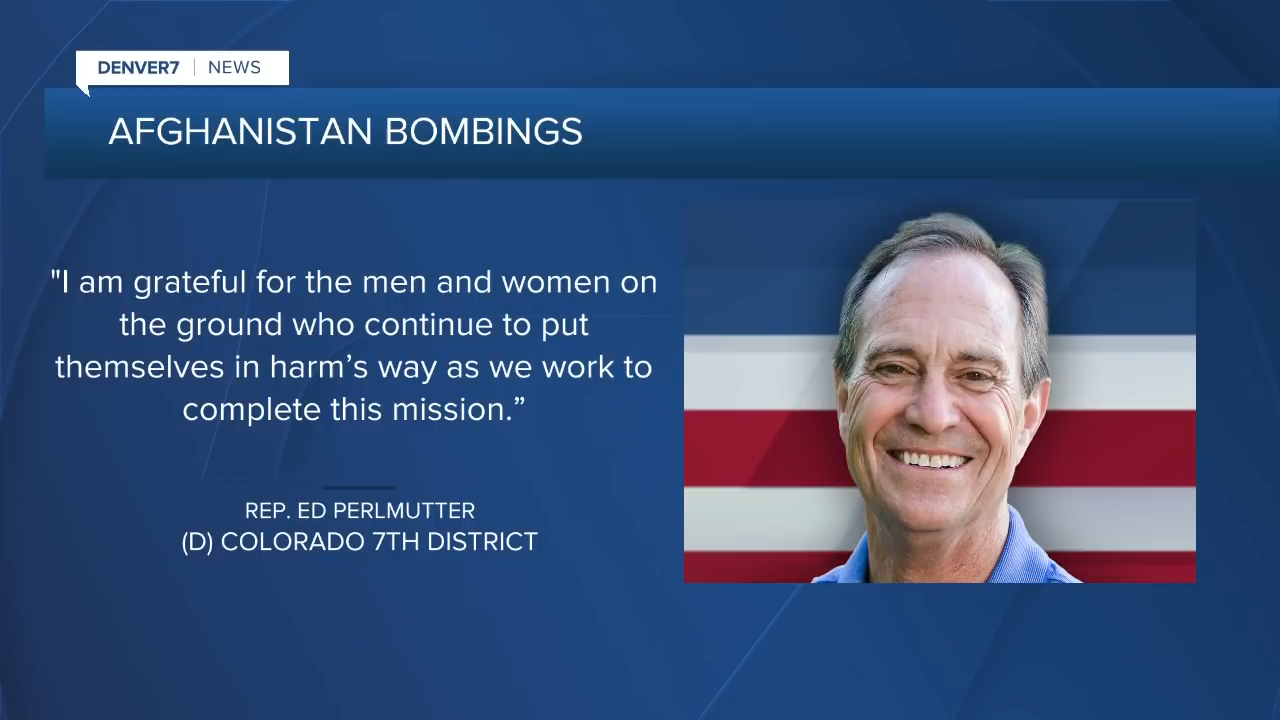 DENVER7 | NEWS
AFGHANISTAN BOMBINGS
"I am grateful for the men and women on
the ground who continue to put
themselves in harm’s way as we work to
complete this mission.”
REP. ED PERLMUTTER
(D) COLORADO 7TH DISTRICT